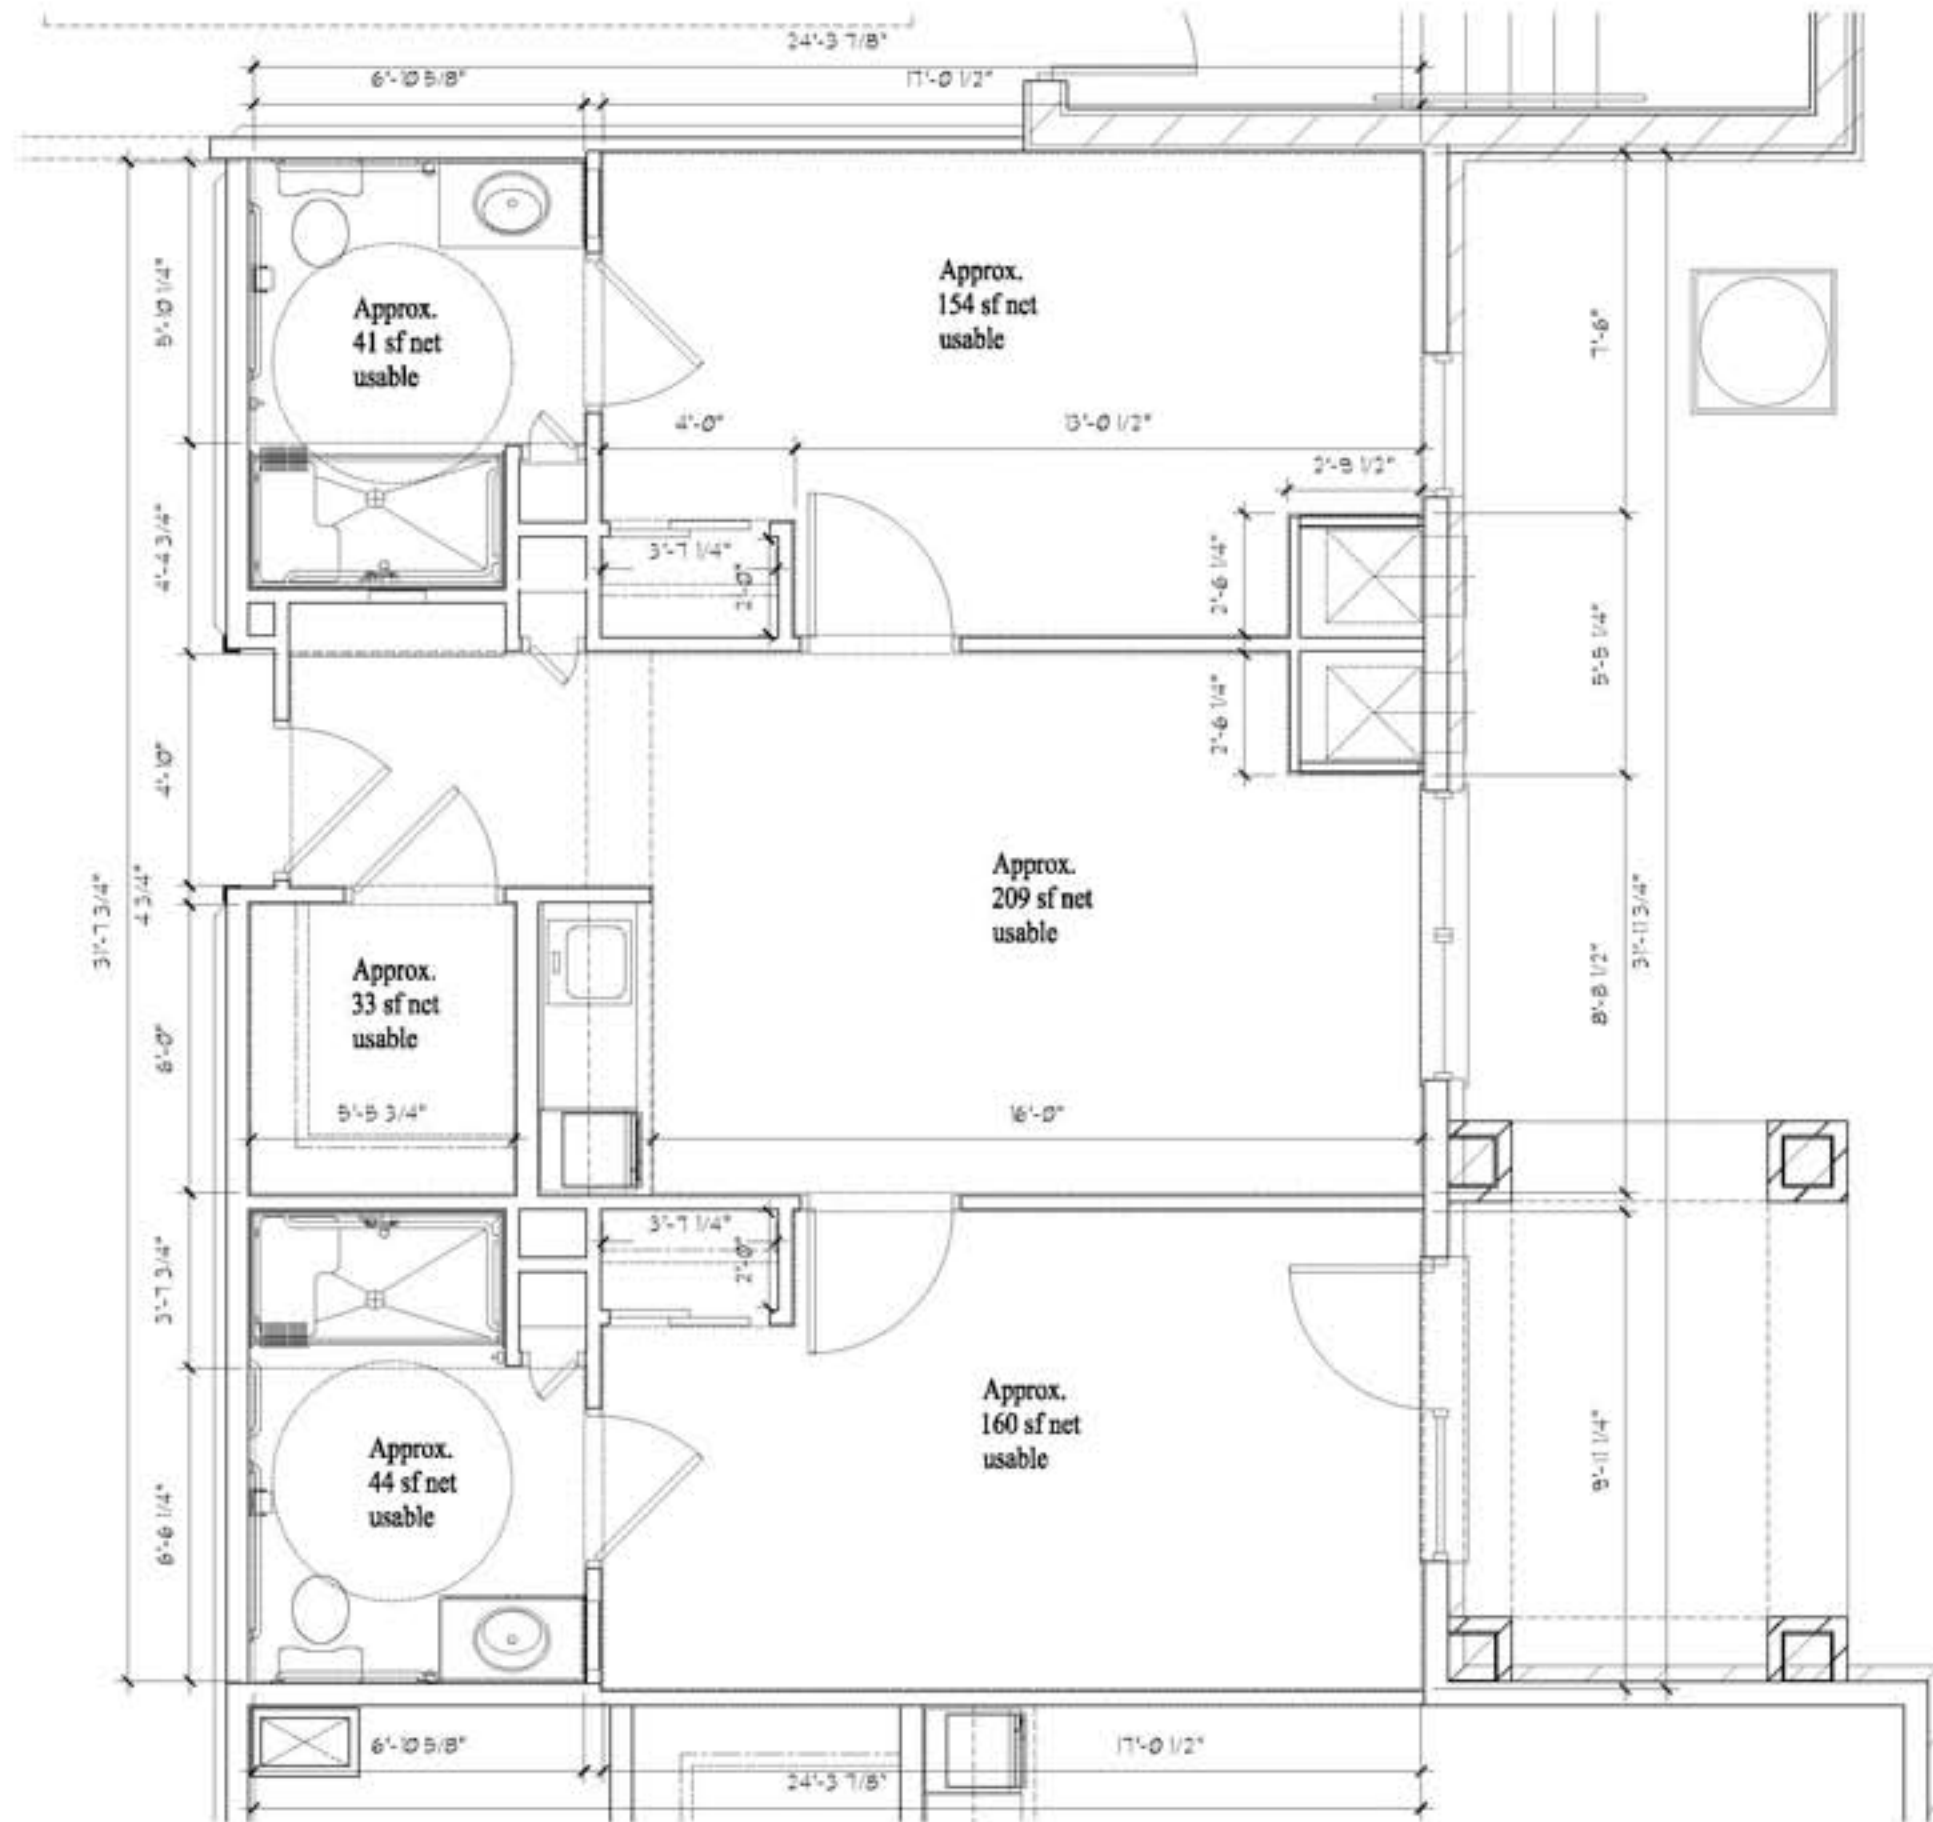 24'-3 7/8"
6'-10 5/8"
17'-0 1/2"
5'-10 1/4"
Approx.
41 sf net
usable
Approx.
154 sf net
usable
7'-6"
4'-0"
13'-0 1/2"
2'-8 1/2"
4'-4 3/4"
3'-7 1/4"
2'-0"
2'-6 1/4"
5'-5 1/4"
2'-6 1/4"
4'-10"
31'-7 3/4"
4 3/4"
Approx.
209 sf net
usable
31'-11 3/4"
8'-8 1/2"
Approx.
33 sf net
usable
6'-0"
5'-5 3/4"
16'-0"
3'-7 3/4"
3'-7 1/4"
2'-0"
Approx.
160 sf net
usable
9'-11 1/4"
Approx.
44 sf net
usable
6'-6 1/4"
6'-10 5/8"
17'-0 1/2"
24'-3 7/8"